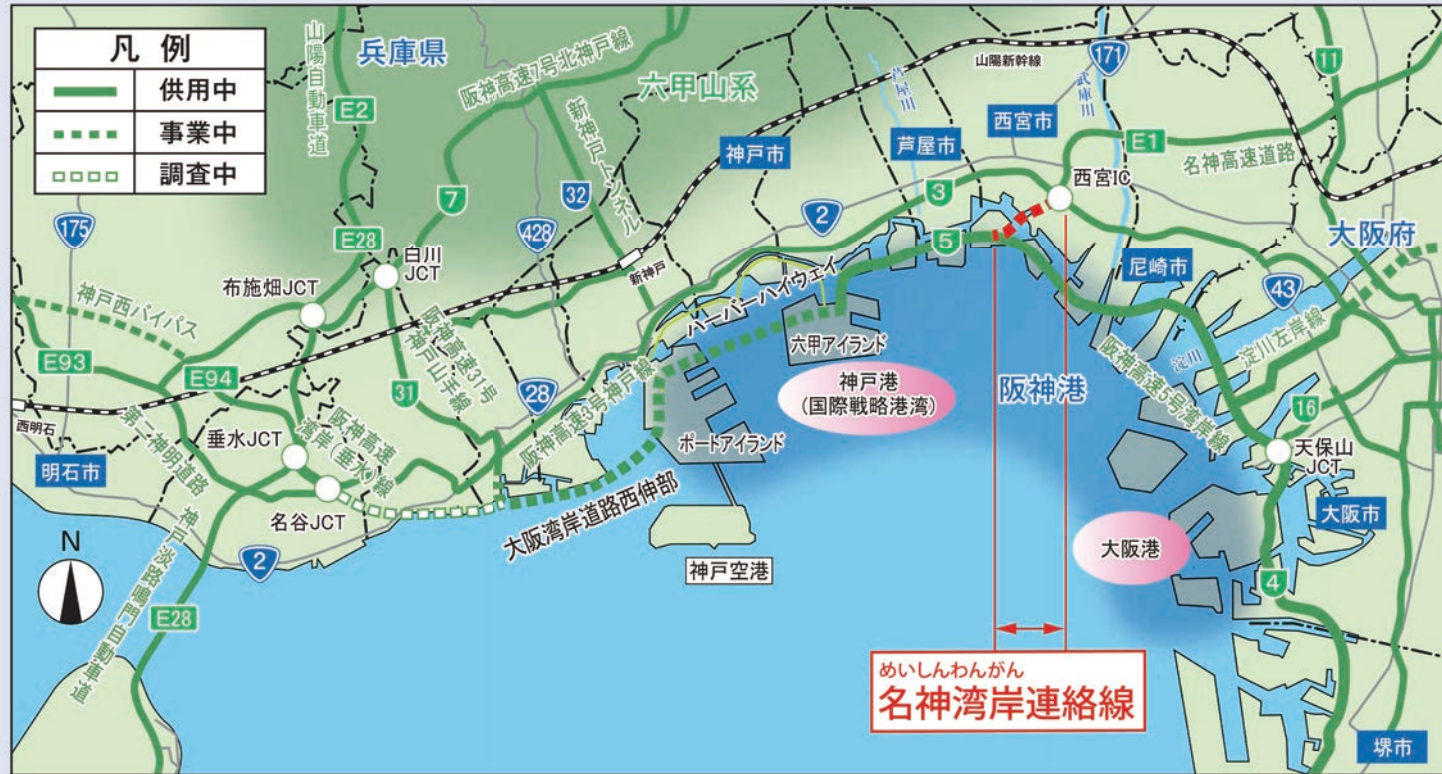 凡 例
供用中
事業中
調査中
兵庫県
山陽自動車道
E2
阪神高速7号北神戸線
新神戸トンネル
六甲山系
芦屋川
山陽新幹線
171
武庫川
11
西宮市
芦屋市
神戸市
E1
名神高速道路
西宮IC
175
7
32
428
2
3
5
大阪府
E28
白川
JCT
布施畑JCT
新神戸
ハーバーハイウェイ
尼崎市
43
神戸西バイパス
阪神高速31号
神戸山手線
六甲アイランド
淀川
淀川左岸線
E93
E94
31
28
阪神高速3号神戸線
神戸港
(国際戦略港湾)
阪神港
阪神高速5号湾岸線
16
西明石
明石市
第二神明道路
垂水JCT
阪神高速
湾岸(垂水)線
ポートアイランド
天保山
JCT
名谷JCT
大阪湾岸道路西伸部
大阪市
大阪港
N
2
神戸空港
4
E28
神戸淡路鳴門自動車道
めいしんわんがん
名神湾岸連絡線
堺市